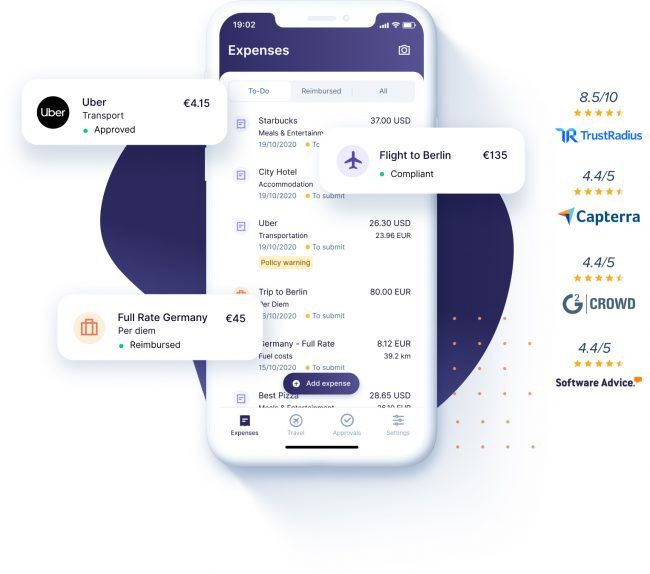 19:02
Expenses
To-Do
Reimbursed
All
Uber
Uber
€4.15
Transport
Approved
Starbucks
37.00 USD
Meals & Entertainm
19/10/2020
To
Flight to Berlin
€135
Compliant
City Hotel
Accommodation
19/10/2020
To submit
Uber
26.30 USD
Transportation
23.96 EUR
19/10/2020
To submit
Policy warning
Trip to Berlin
80.00 EUR
Per Diem
/10/2020
To submit
Full Rate Germany
€45
Per diem
Reimbursed
Germany - Full Rate
8.12 EUR
Fuel costs
39.2 km
15/10/2020
To submit
Add expense
Best Pizza
28.65 USD
Meals & Entertainment
26.10 EUR
Expenses
Travel
Approvals
Settings
8.5/10
TR TrustRadius
4.4/5
Capterra
4.4/5
G2 | CROWD
4.4/5
Software Advice.